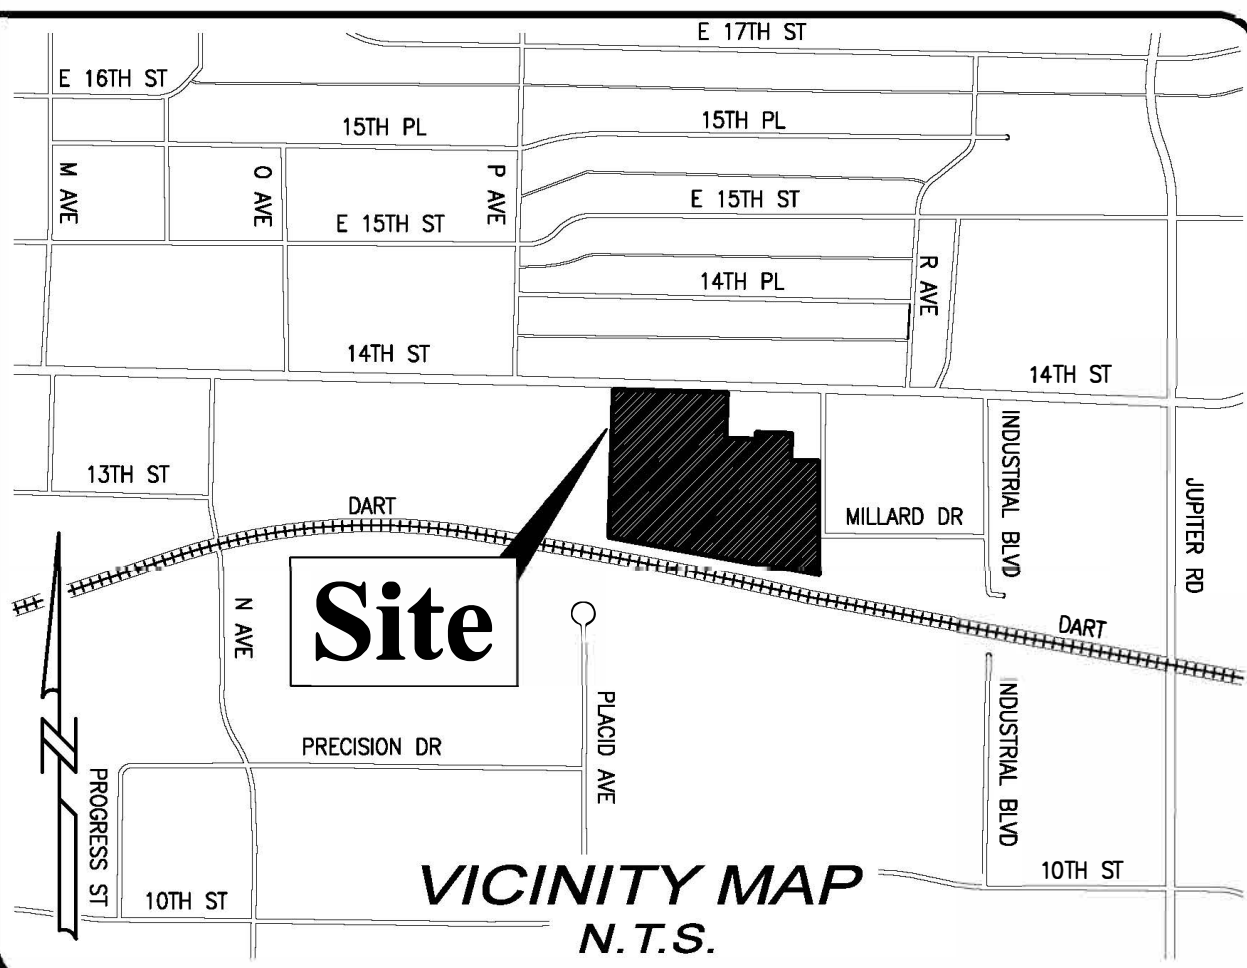 E 17TH ST
E 16TH ST
15TH PL
15TH PL
M AVE
O AVE
P AVE
E 15TH ST
E 15TH ST
R AVE
14TH PL
14TH ST
14TH ST
13TH ST
DART
INDUSTRIAL BLVD
MILLARD DR
JUPITER RD
Site
N AVE
DART
PLACID AVE
INDUSTRIAL BLVD
PRECISION DR
N
PROGRESS ST
10TH ST
10TH ST
VICINITY MAP
N.T.S.